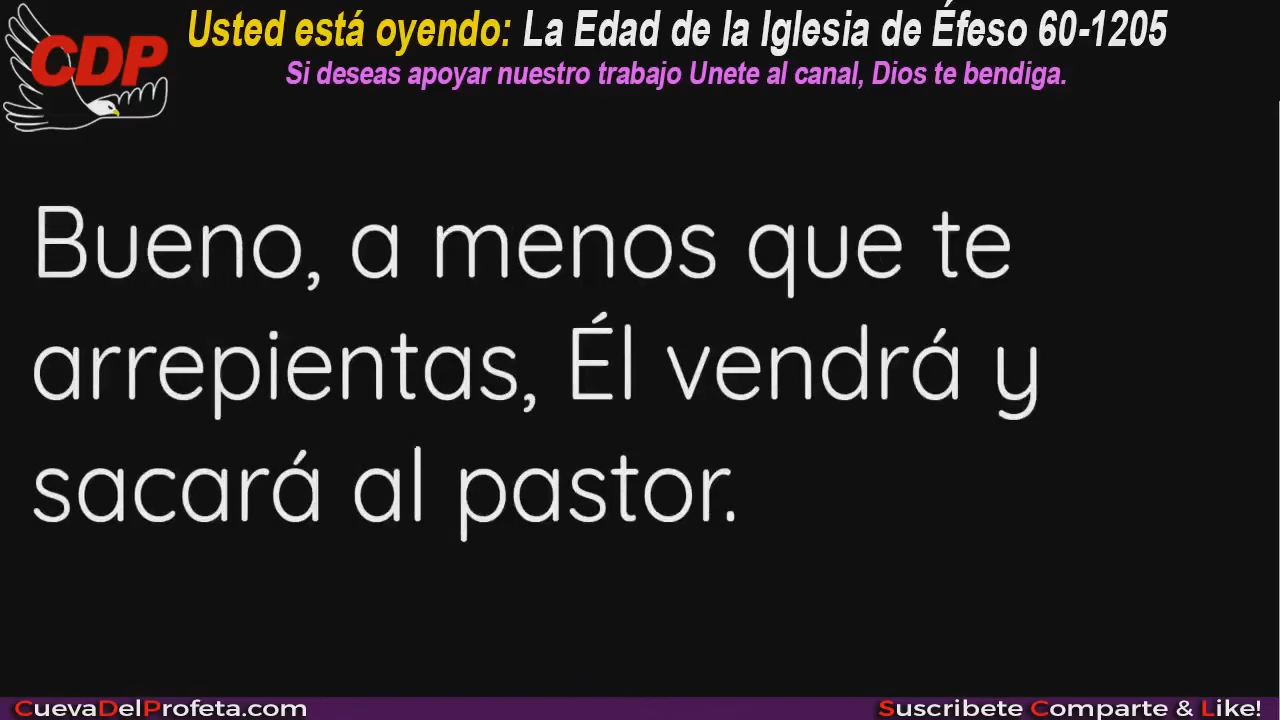 CDP
Usted está oyendo: La Edad de la Iglesia de Éfeso 60-1205
Si deseas apoyar nuestro trabajo Unete al canal, Dios te bendiga.
Bueno, a menos que te
arrepientas, Él vendrá y
sacará al pastor.
CuevaDelProfeta.com
Suscribete Comparte & Like!